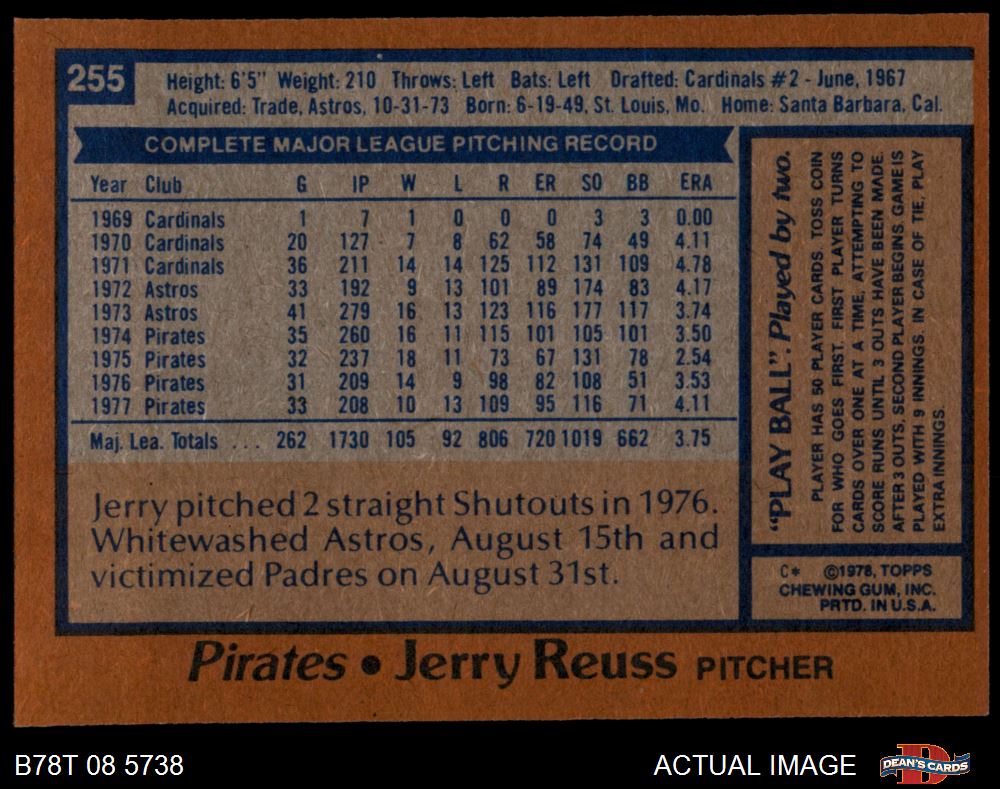 255
Height: 6'5" Weight: 210 Throws: Left Bats: Left Drafted: Cardinals #2 - June, 1967
Acquired: Trade, Astros, 10-31-73 Born: 6-19-49, St. Louis, Mo. Home: Santa Barbara, Cal.
COMPLETE MAJOR LEAGUE PITCHING RECORD
Year Club G IP W L R ER SO BB ERA
1969 Cardinals 1 7 1 0 0 0 3 3 0.00
1970 Cardinals 20 127 7 8 62 58 74 49 4.11
1971 Cardinals 36 211 14 14 125 112 131 109 4.78
1972 Astros 33 192 9 13 101 89 174 83 4.17
1973 Astros 41 279 16 13 123 116 177 117 3.74
1974 Pirates 35 260 16 11 115 101 105 101 3.50
1975 Pirates 32 237 18 11 73 67 131 78 2.54
1976 Pirates 31 209 14 9 98 82 108 51 3.53
1977 Pirates 33 208 10 13 109 95 116 71 4.11
Maj. Lea. Totals ... 262 1730 105 92 806 720 1019 662 3.75
Jerry pitched 2 straight Shutouts in 1976.
Whitewashed Astros, August 15th and
victimized Padres on August 31st.
"PLAY BALL". Played by two.
PLAYER HAS 50 PLAYER CARDS. TOSS COIN
FOR WHO GOES FIRST. FIRST PLAYER TURNS
CARDS OVER ONE AT A TIME, ATTEMPTING TO
SCORE RUNS UNTIL 3 OUTS HAVE BEEN MADE.
AFTER 3 OUTS, SECOND PLAYER BEGINS. GAME IS
PLAYED WITH 9 INNINGS. IN CASE OF TIE, PLAY
EXTRA INNINGS.
C* ©1978, TOPPS
CHEWING GUM, INC.
PRTD. IN U.S.A.
Pirates • Jerry Reuss PITCHER
B78T 08 5738
ACTUAL IMAGE
DEAN'S CARDS